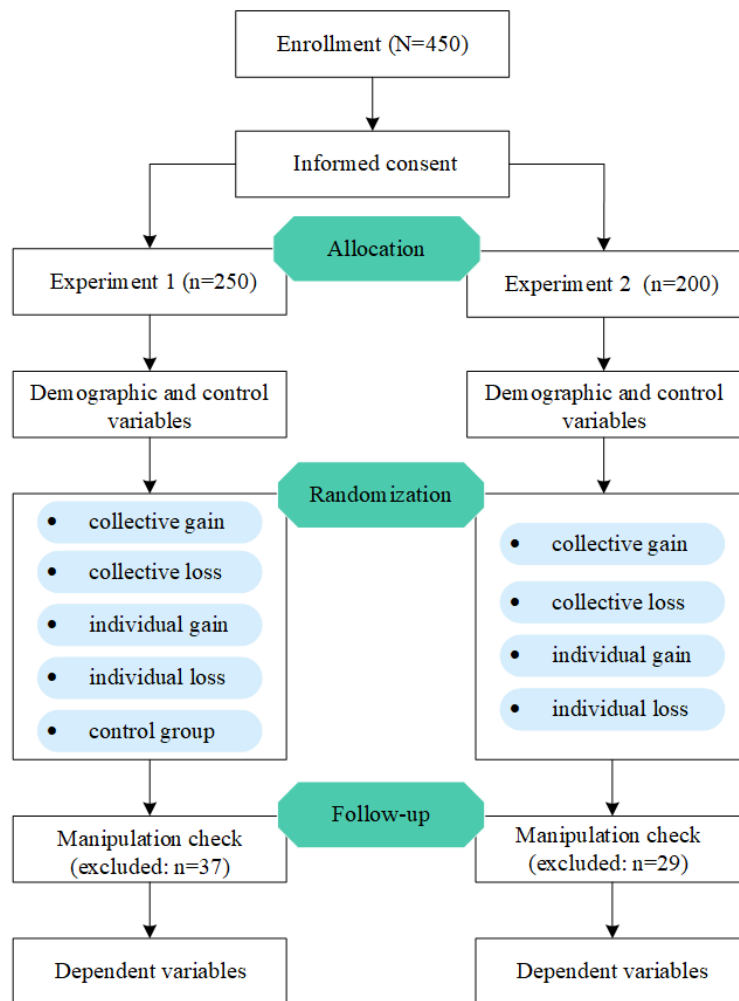 Enrollment (N=450)
Informed consent
Allocation
Experiment 1 (n=250)
Experiment 2 (n=200)
Demographic and control
variables
Demographic and control
variables
Randomization
• collective gain
• collective loss
• individual gain
• individual loss
• control group
• collective gain
• collective loss
• individual gain
• individual loss
Follow-up
Manipulation check
(excluded: n=37)
Manipulation check
(excluded: n=29)
Dependent variables
Dependent variables